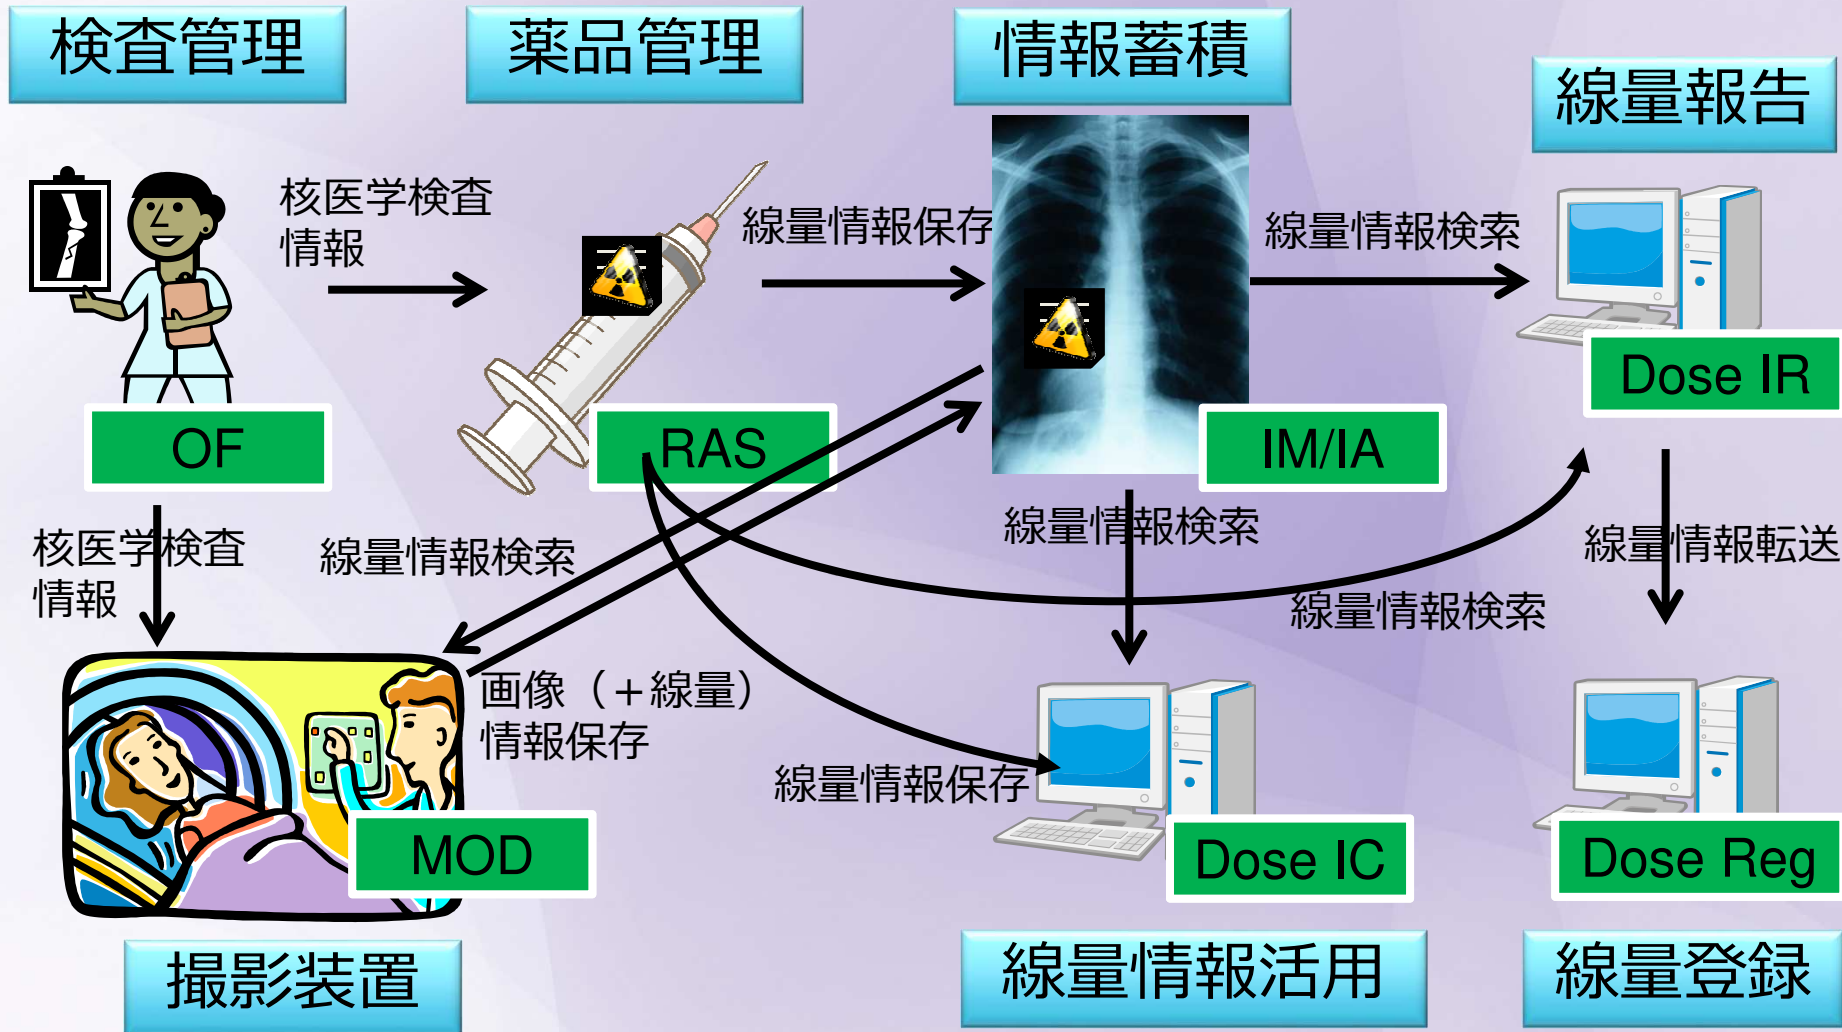 検査管理
薬品管理
情報蓄積
線量報告
核医学検査
情報
線量情報保存
線量情報検索
Dose IR
OF
RAS
IM/IA
核医学検査
情報
線量情報検索
線量情報検索
線量情報転送
線量情報検索
画像（＋線量）
情報保存
線量情報保存
MOD
Dose IC
Dose Reg
撮影装置
線量情報活用
線量登録